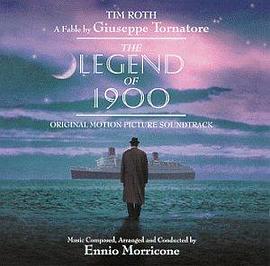 TIM ROTH
A Fable by Giuseppe Tornatore
THE
LEGEND
OF
1900
ORIGINAL MOTION PICTURE SOUNDTRACK
Music Composed, Arranged and Conducted by
Ennio Morricone